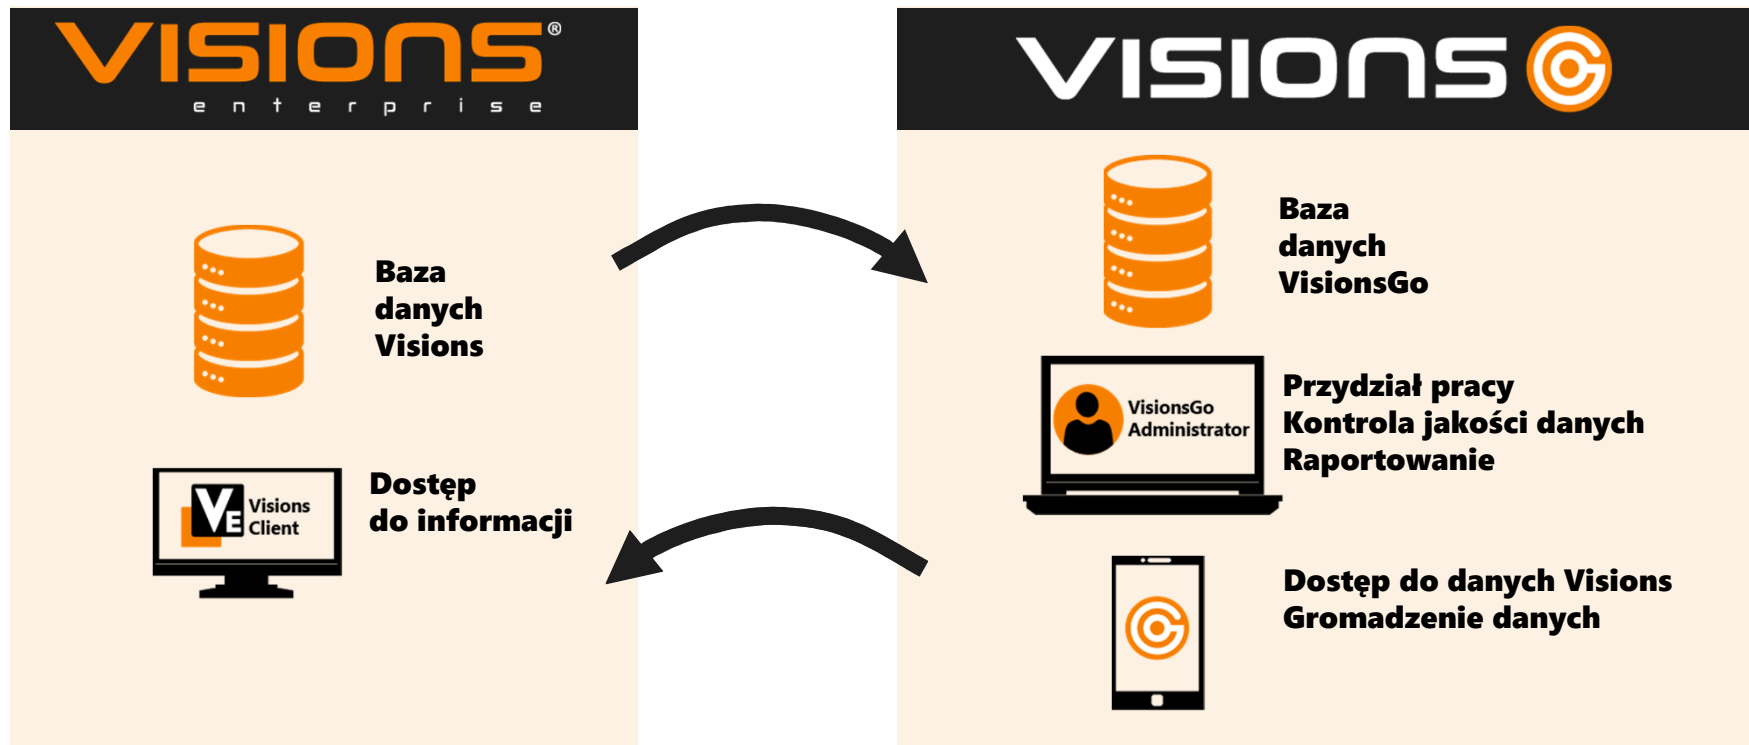 VISIONS®
enterprise
Baza
danych
Visions
VE
Visions
Client
Dostęp
do informacji
VISIONS G
Baza
danych
VisionsGo
VisionsGo
Administrator
Przydział pracy
Kontrola jakości danych
Raportowanie
Dostęp do danych Visions
Gromadzenie danych